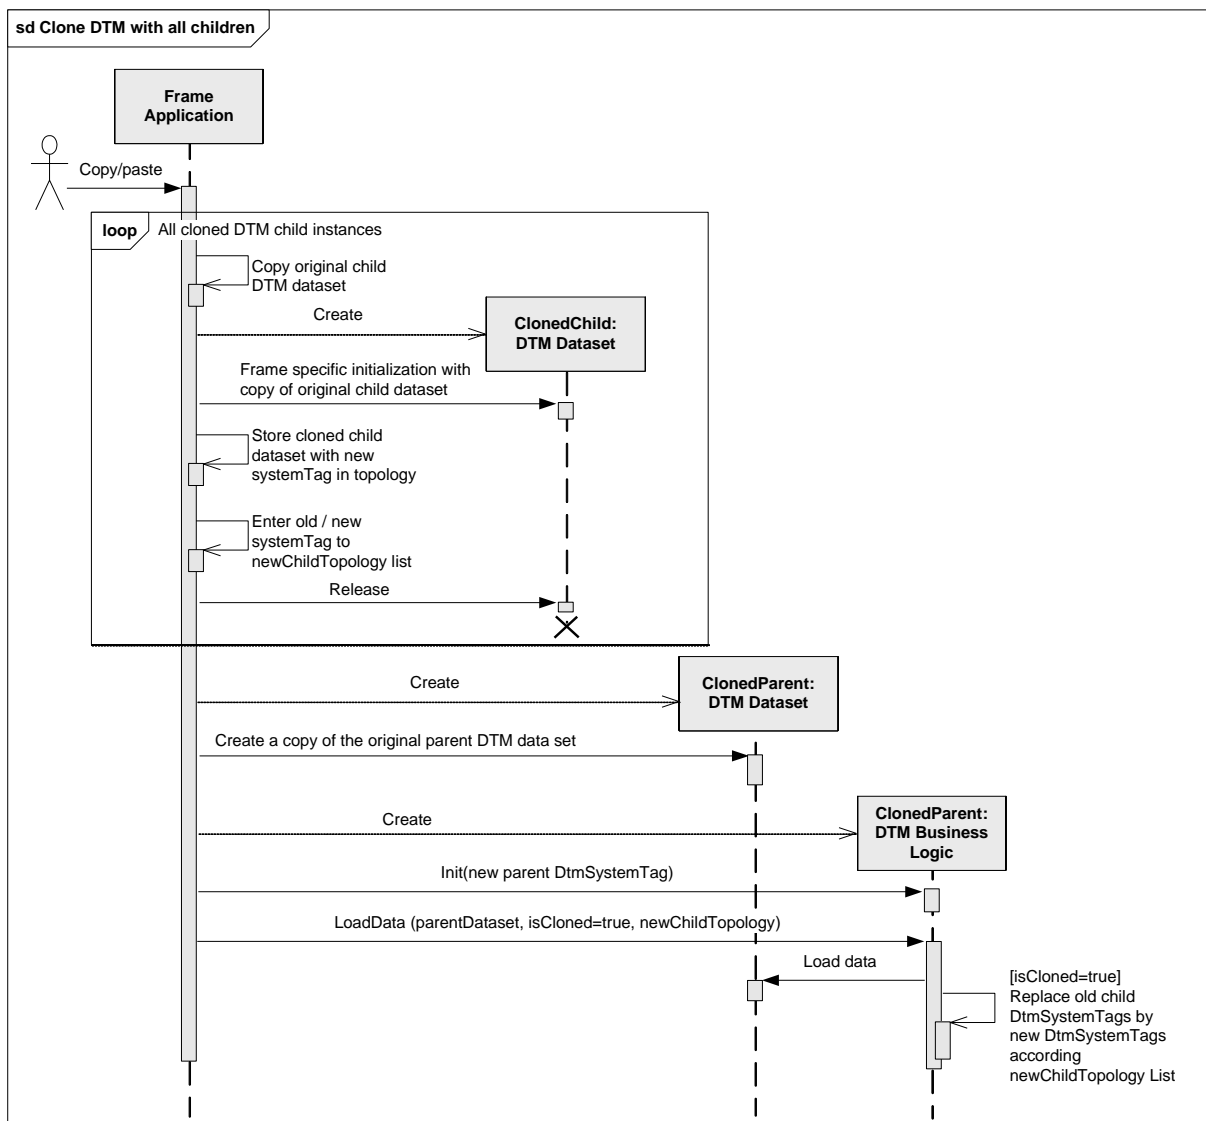 sd Clone DTM with all children
Frame
Application
Copy/paste
loop
All cloned DTM child instances
Copy original child
DTM dataset
Create
ClonedChild:
DTM Dataset
Frame specific initialization with
copy of original child dataset
Store cloned child
dataset with new
systemTag in topology
Enter old / new
systemTag to
newChildTopology list
Release
Create
ClonedParent:
DTM Dataset
Create a copy of the original parent DTM data set
Create
ClonedParent:
DTM Business
Logic
Init(new parent DtmSystemTag)
LoadData (parentDataset, isCloned=true, newChildTopology)
Load data
[isCloned=true]
Replace old child
DtmSystemTags by
new DtmSystemTags
according
newChildTopology List